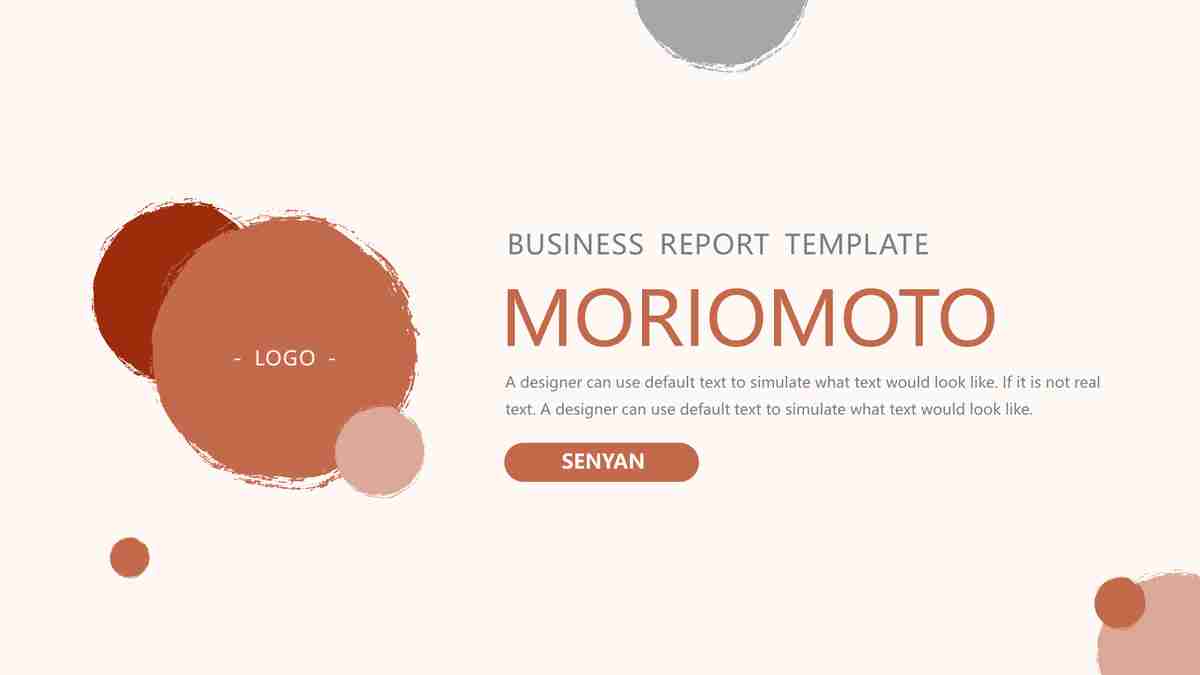 - LOGO -
BUSINESS REPORT TEMPLATE
MORIOMOTO
A designer can use default text to simulate what text would look like. If it is not real
text. A designer can use default text to simulate what text would look like.
SENYAN